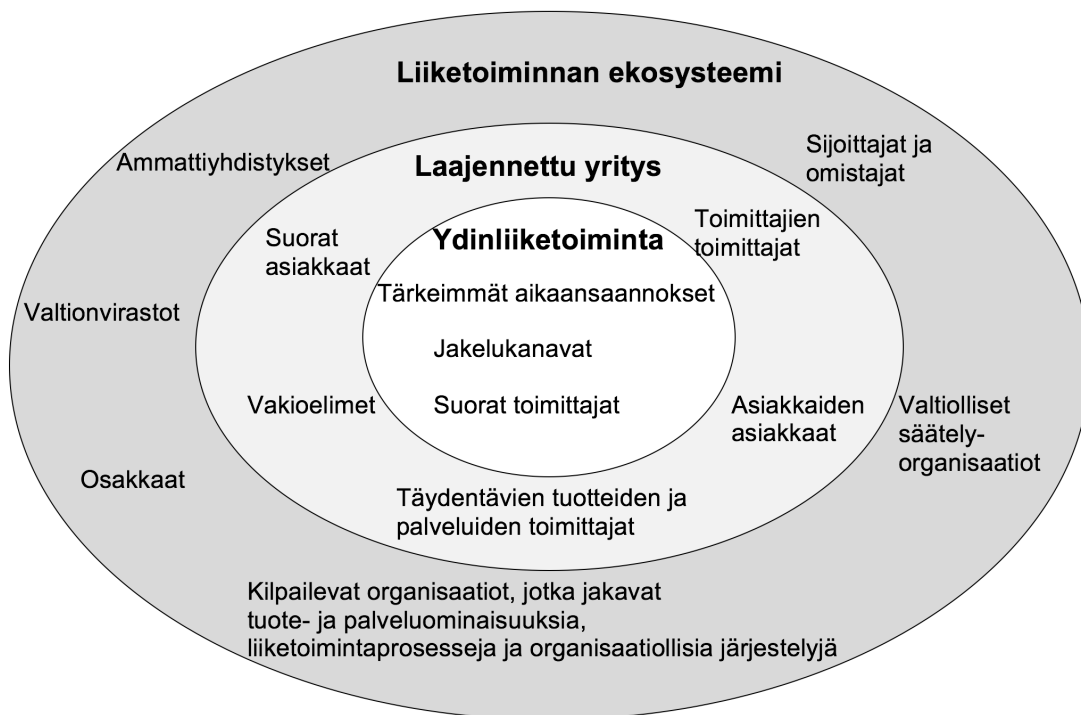 Liiketoiminnan ekosysteemi
Ammattiyhdistykset
Sijoittajat ja
omistajat
Laajennettu yritys
Suorat
asiakkaat
Toimittajien
toimittajat
Ydinliiketoiminta
Tärkeimmät aikaansaannokset
Valtionvirastot
Jakelukanavat
Vakioelimet
Suorat toimittajat
Asiakkaiden
asiakkaat
Valtiolliset
säätely-
organisaatiot
Osakkaat
Täydentävien tuotteiden ja
palveluiden toimittajat
Kilpailevat organisaatiot, jotka jakavat
tuote- ja palveluominaisuuksia,
liiketoimintaprosesseja ja organisaatiollisia järjestelyjä